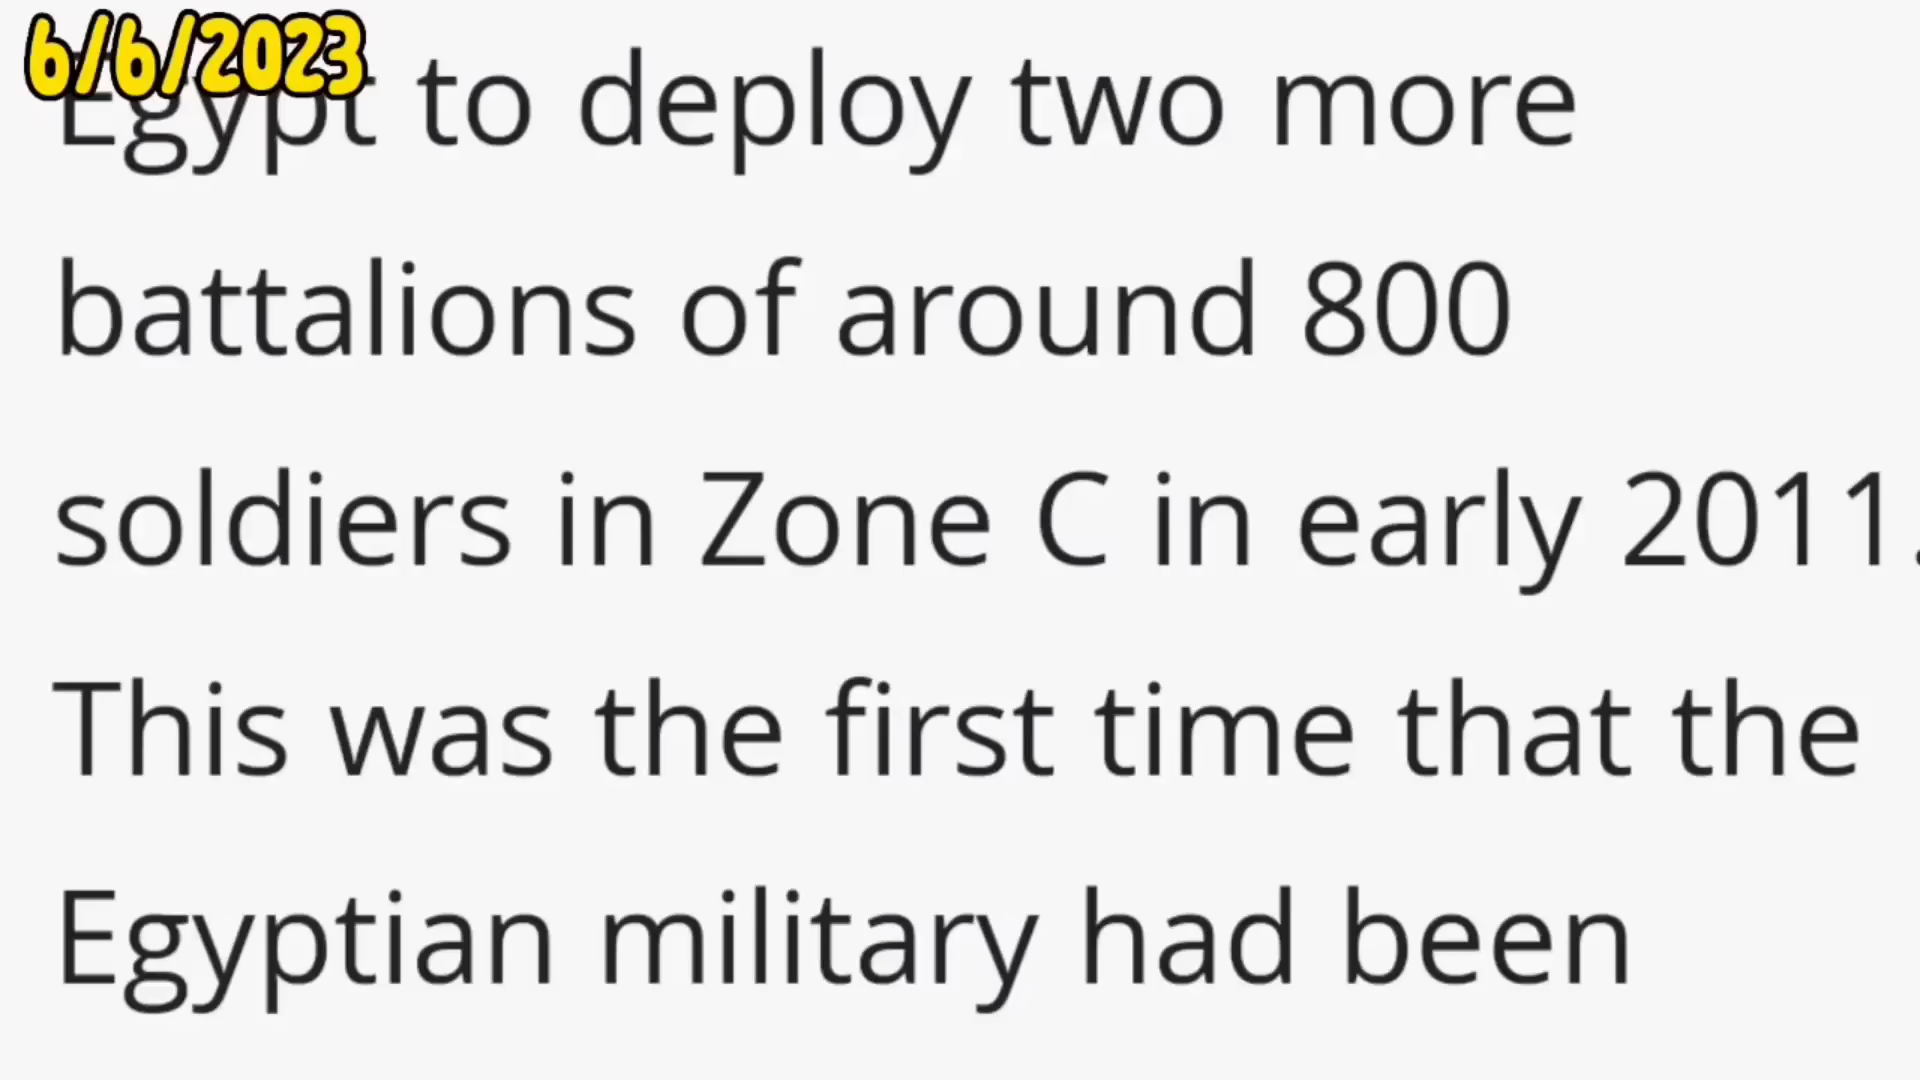 6/6/2023
Egypt to deploy two more
battalions of around 800
soldiers in Zone C in early 2011.
This was the first time that the
Egyptian military had been